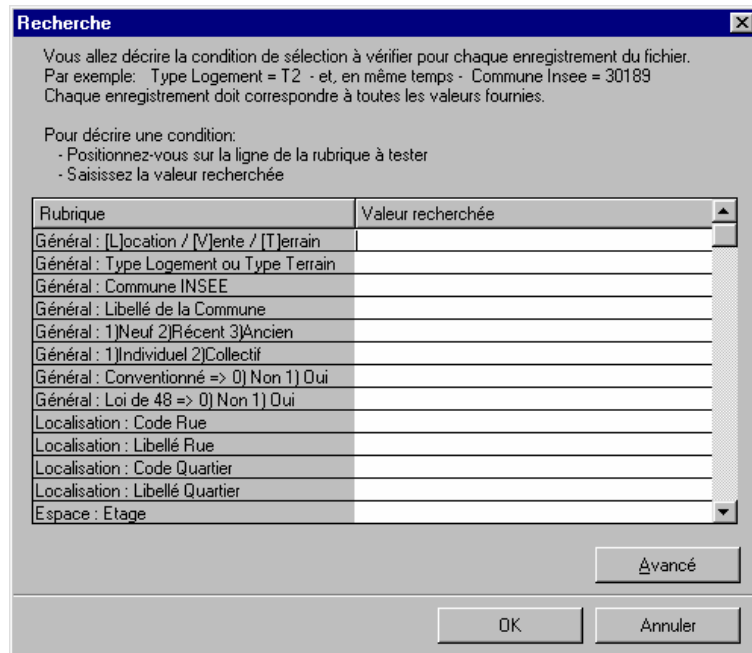 Recherche
Vous allez décrire la condition de sélection à vérifier pour chaque enregistrement du fichier.
Par exemple: Type Logement = T2 - et, en même temps - Commune Insee = 30189
Chaque enregistrement doit correspondre à toutes les valeurs fournies.
Pour décrire une condition:
- Positionnez-vous sur la ligne de la rubrique à tester
- Saisissez la valeur recherchée
Rubrique Valeur recherchée
Général : [L]ocation / [V]ente / [T]errain
Général : Type Logement ou Type Terrain
Général : Commune INSEE
Général : Libellé de la Commune
Général : 1)Neuf 2)Récent 3)Ancien
Général : 1)Individuel 2)Collectif
Général : Conventionné => 0) Non 1) Oui
Général : Loi de 48 => 0) Non 1) Oui
Localisation : Code Rue
Localisation : Libellé Rue
Localisation : Code Quartier
Localisation : Libellé Quartier
Espace : Etage
Avancé
OK Annuler